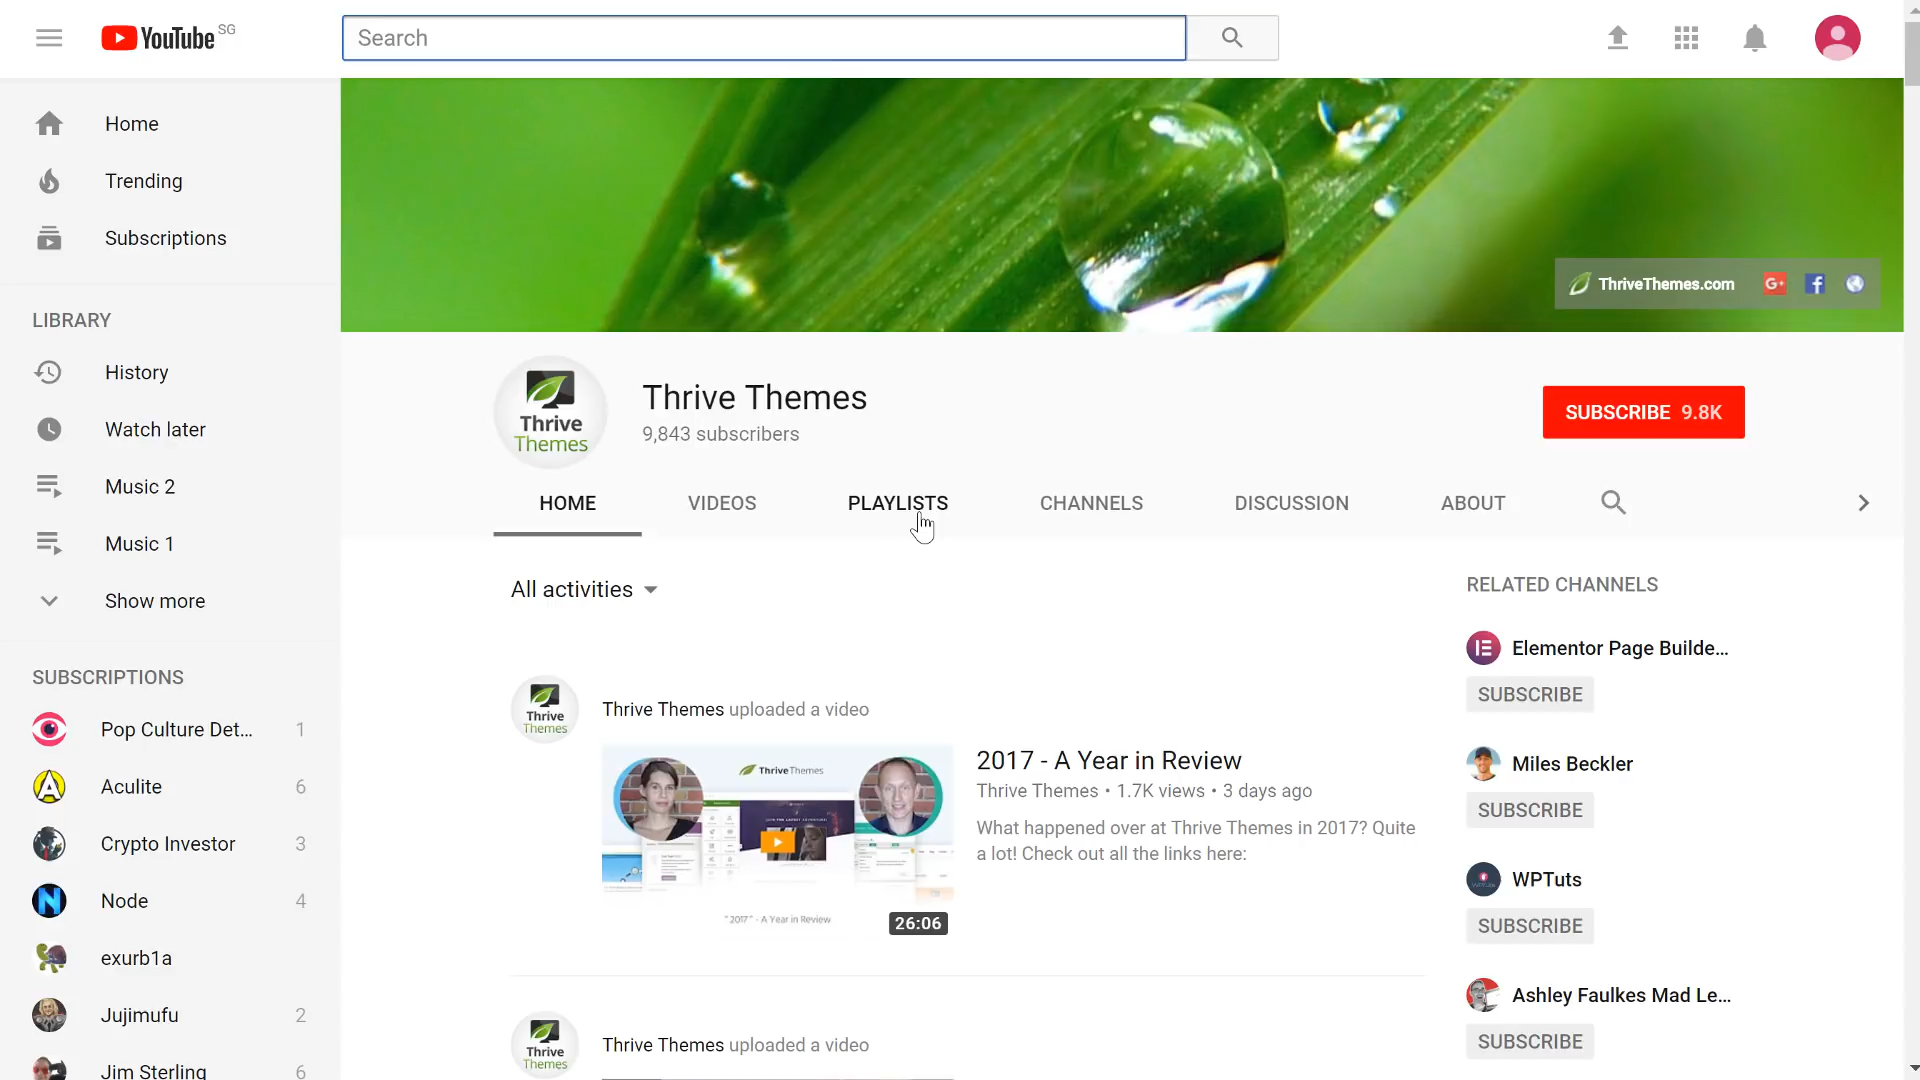 YouTube SG
Search
Home
Trending
Subscriptions
LIBRARY
History
Watch later
Music 2
Music 1
Show more
SUBSCRIPTIONS
Pop Culture Det... 1
Aculite 6
Crypto Investor 3
Node 4
exurb1a
Jujimufu 2
Jim Sterling 6
ThriveThemes.com G+ f
Thrive
Themes
Thrive Themes
9,843 subscribers
SUBSCRIBE 9.8K
HOME VIDEOS PLAYLISTS CHANNELS DISCUSSION ABOUT
All activities
Thrive
Themes
Thrive Themes uploaded a video
ThriveThemes
"2017" - A Year in Review
26:06
2017 - A Year in Review
Thrive Themes • 1.7K views • 3 days ago
What happened over at Thrive Themes in 2017? Quite
a lot! Check out all the links here:
Thrive
Themes
Thrive Themes uploaded a video
RELATED CHANNELS
Elementor Page Builde...
SUBSCRIBE
Miles Beckler
SUBSCRIBE
WPTuts
SUBSCRIBE
Ashley Faulkes Mad Le...
SUBSCRIBE